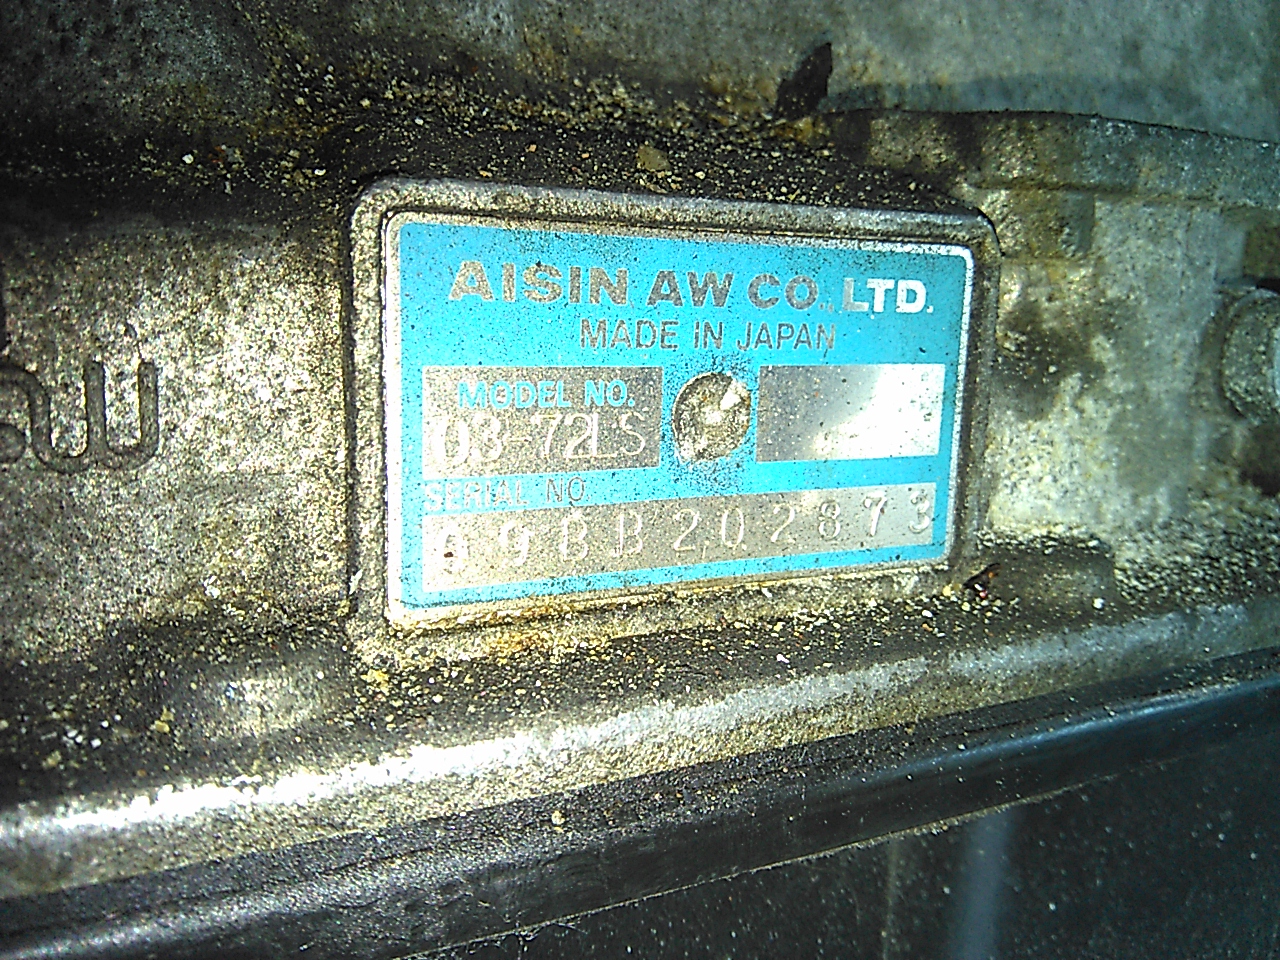 AISIN AW CO., LTD.
MADE IN JAPAN
MODEL NO.
03-72LS
SERIAL NO.
99BB202873